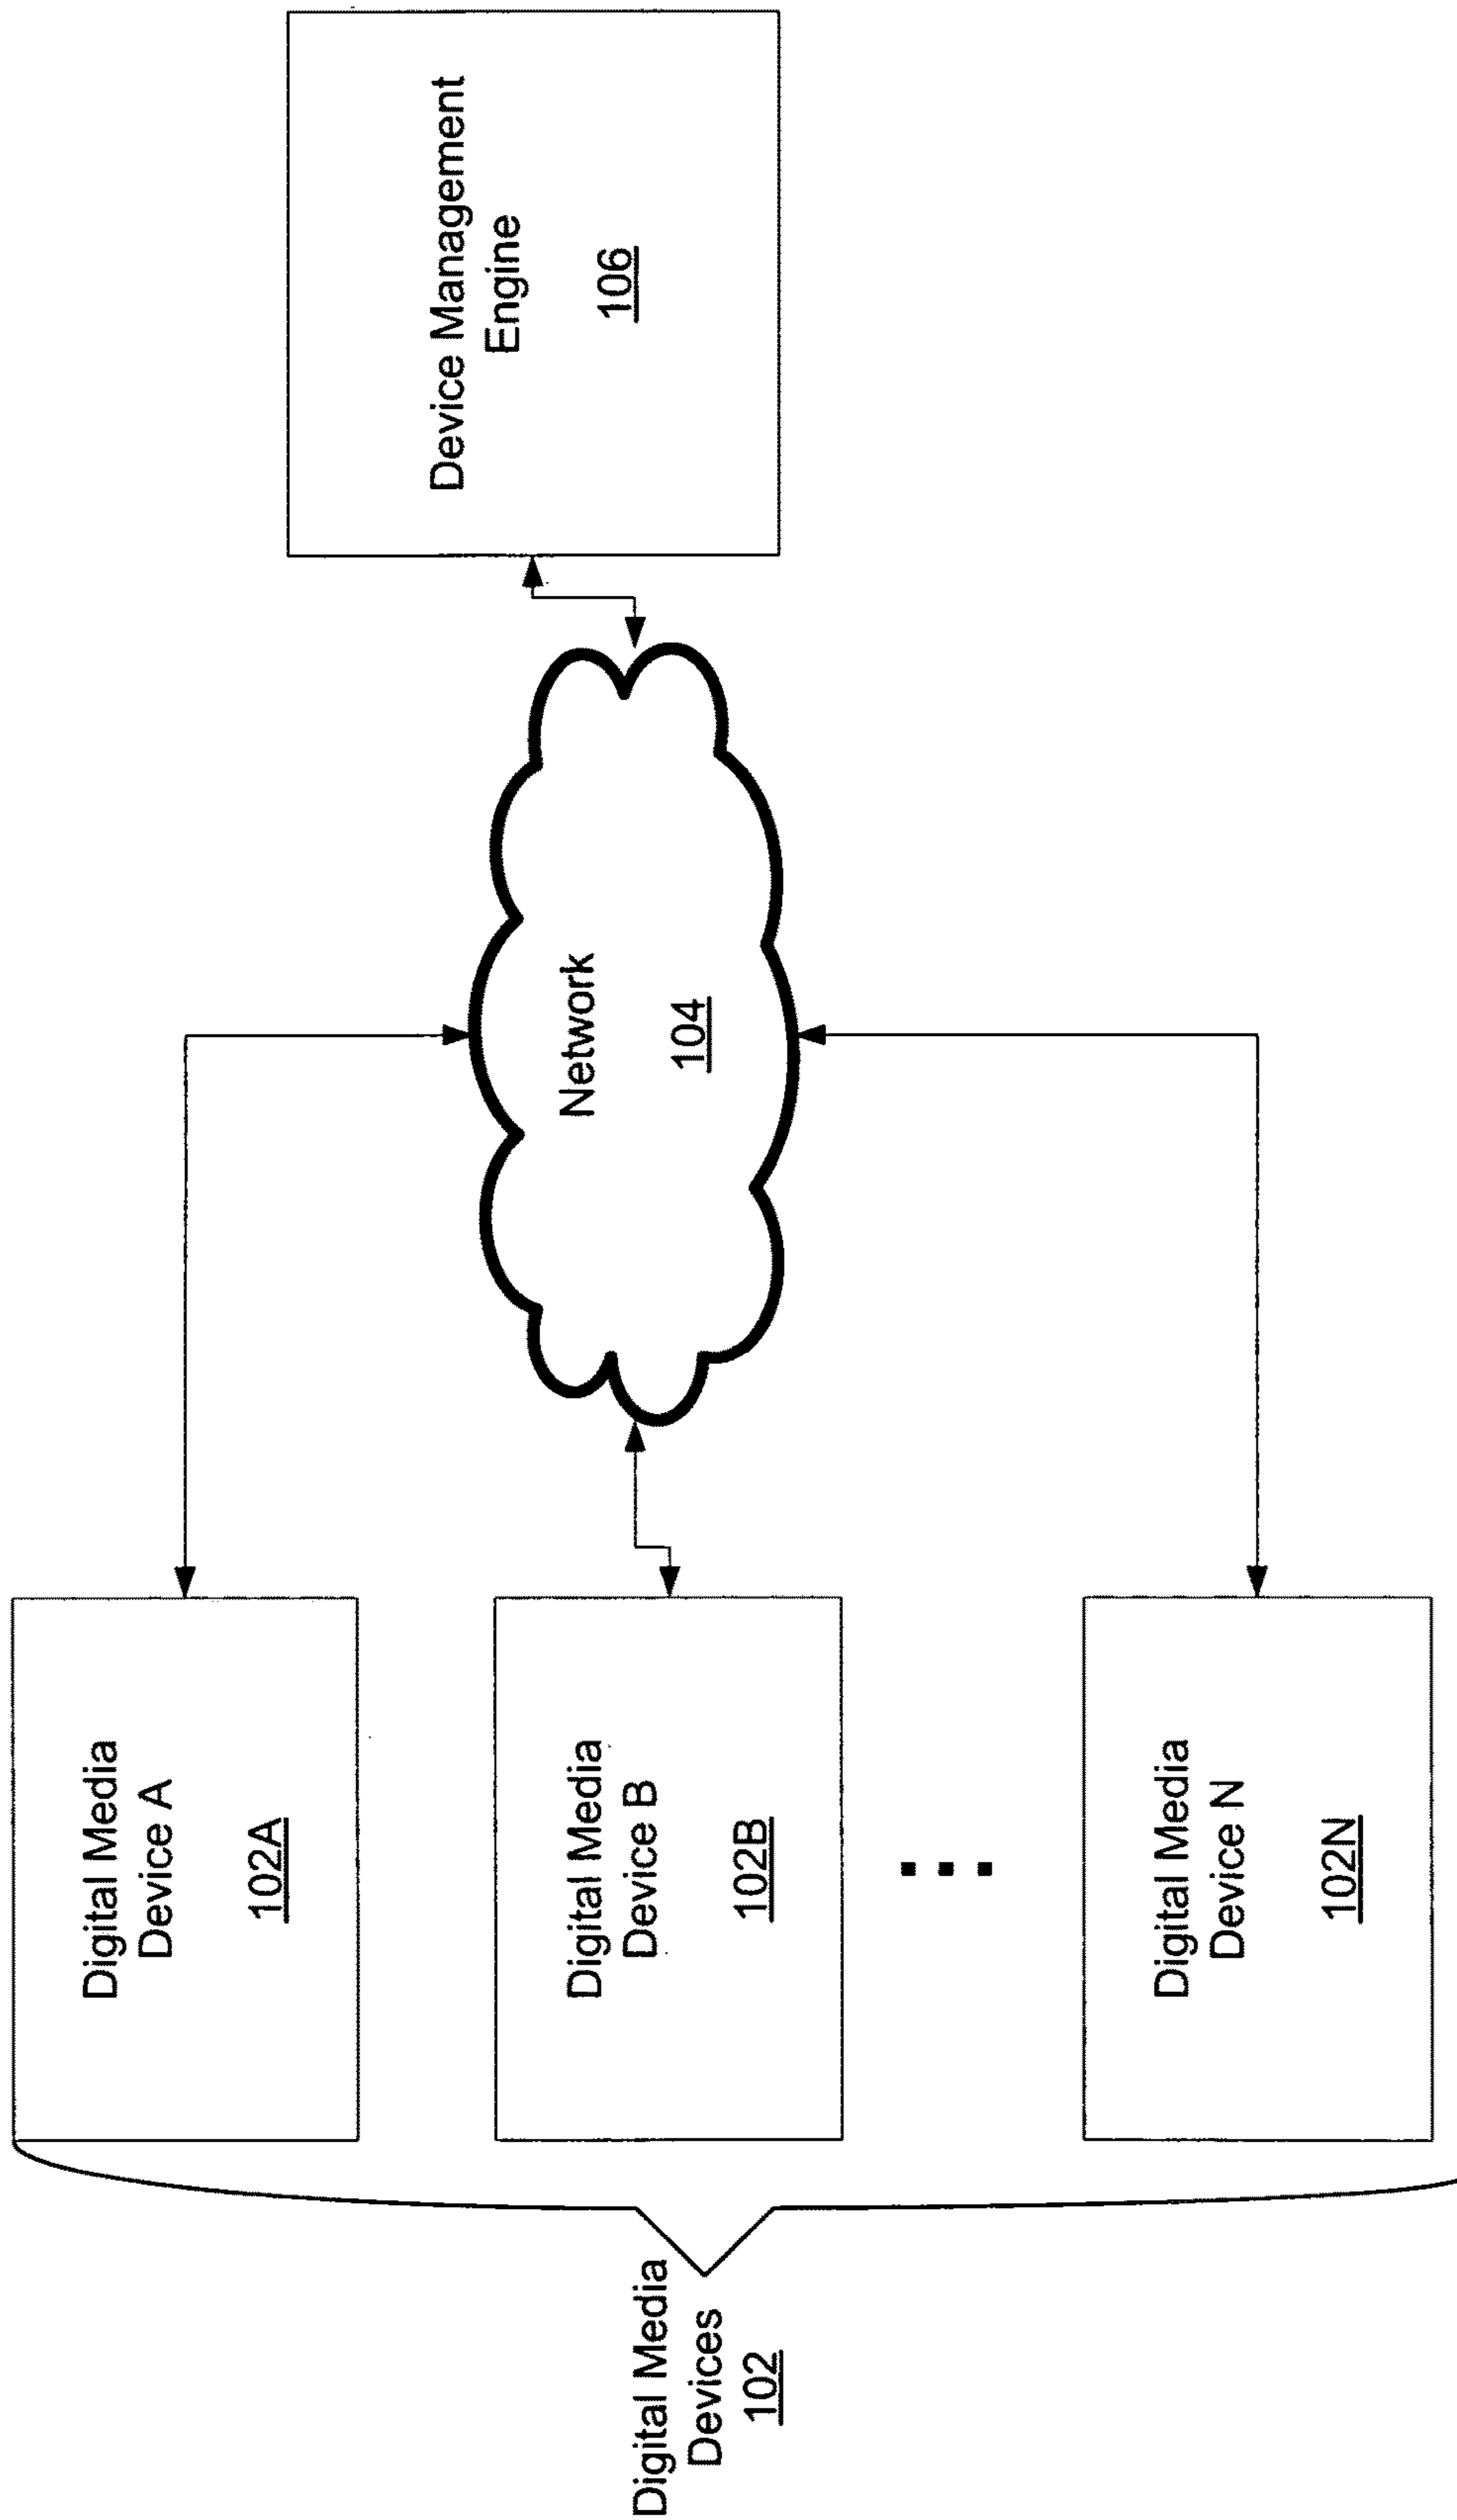 Digital Media
Devices
102
Digital Media
Device A
102A
Digital Media
Device B
102B
Digital Media
Device N
102N
Network
104
Device Management
Engine
106